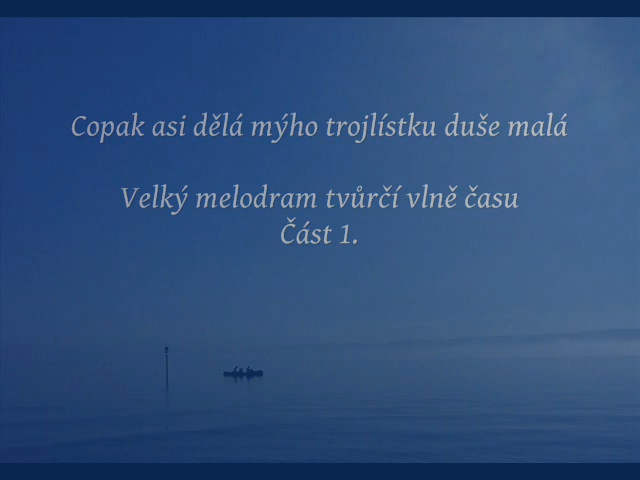 Copak asi dělá mýho trojlístku duše malá
Velký melodram tvůrčí vlně času
Část 1.